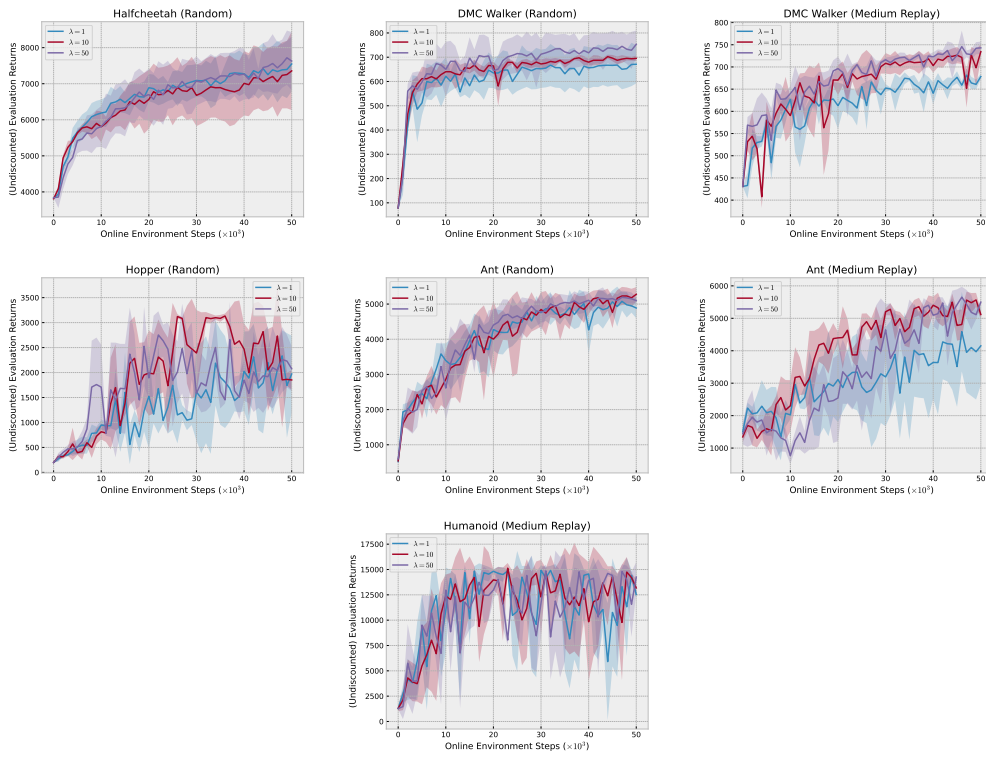 Halfcheetah (Random)
λ = 1
λ = 10
λ = 50
(Undiscounted) Evaluation Returns
8000
7000
6000
5000
4000
0 10 20 30 40 50
Online Environment Steps (×10³)
DMC Walker (Random)
λ = 1
λ = 10
λ = 50
(Undiscounted) Evaluation Returns
800
700
600
500
400
300
200
100
0 10 20 30 40 50
Online Environment Steps (×10³)
DMC Walker (Medium Replay)
λ = 1
λ = 10
λ = 50
(Undiscounted) Evaluation Returns
800
750
700
650
600
550
500
450
400
0 10 20 30 40 50
Online Environment Steps (×10³)
Hopper (Random)
λ = 1
λ = 10
λ = 50
(Undiscounted) Evaluation Returns
3500
3000
2500
2000
1500
1000
500
0
0 10 20 30 40 50
Online Environment Steps (×10³)
Ant (Random)
λ = 1
λ = 10
λ = 50
(Undiscounted) Evaluation Returns
5000
4000
3000
2000
1000
0 10 20 30 40 50
Online Environment Steps (×10³)
Ant (Medium Replay)
λ = 1
λ = 10
λ = 50
(Undiscounted) Evaluation Returns
6000
5000
4000
3000
2000
1000
0 10 20 30 40 50
Online Environment Steps (×10³)
Humanoid (Medium Replay)
λ = 1
λ = 10
λ = 50
(Undiscounted) Evaluation Returns
17500
15000
12500
10000
7500
5000
2500
0
0 10 20 30 40 50
Online Environment Steps (×10³)